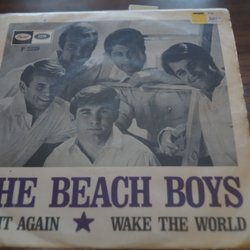 HE BEACH BOYS
IT AGAIN ★ WAKE THE WORLD